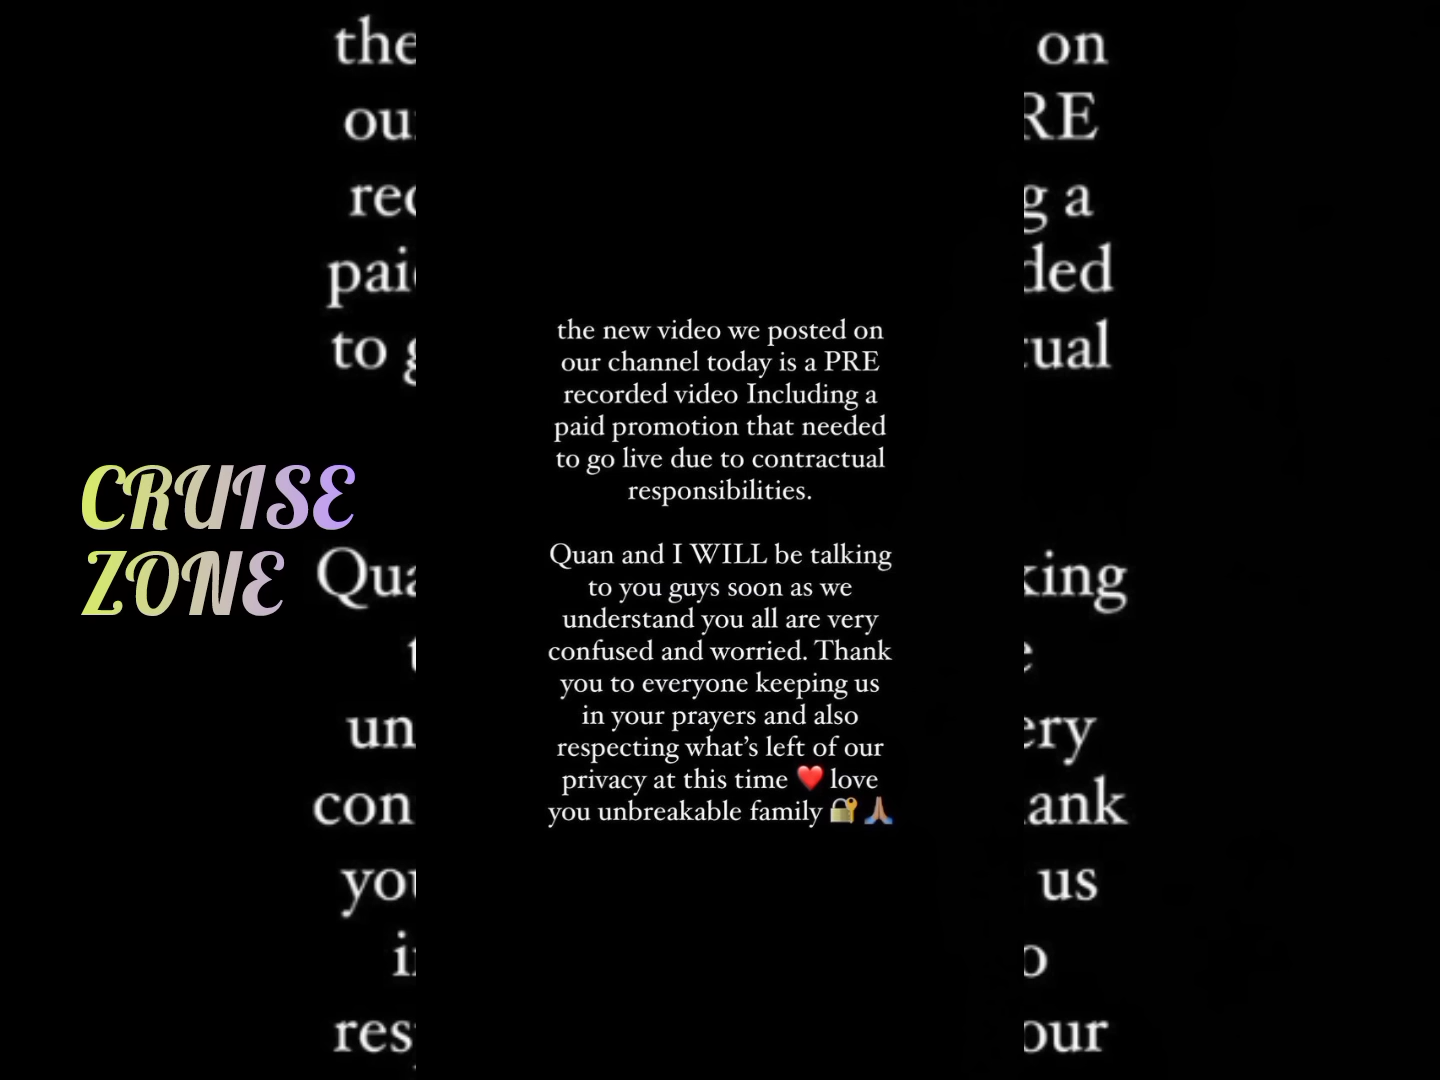 the new video we posted on
our channel today is a PRE
recorded video Including a
paid promotion that needed
to go live due to contractual
responsibilities.
Quan and I WILL be talking
to you guys soon as we
understand you all are very
confused and worried. Thank
you to everyone keeping us
in your prayers and also
respecting what's left of our
privacy at this time ❤️ love
you unbreakable family 🔐🙏🏽
CRUISE
ZONE